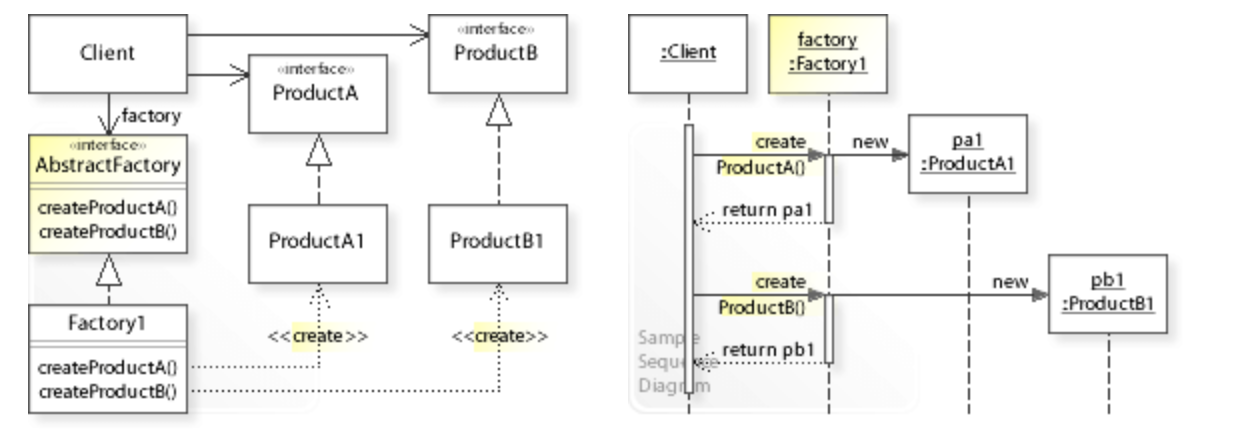 Client
factory
«interface»
AbstractFactory
createProductA()
createProductB()
Factory1
createProductA()
createProductB()
«interface»
ProductA
«interface»
ProductB
ProductA1
ProductB1
<<create>>
<<create>>
:Client
factory
:Factory1
create
ProductA()
new
pa1
:ProductA1
return pa1
create
ProductB()
new
pb1
:ProductB1
return pb1
Sample
Sequence
Diagram